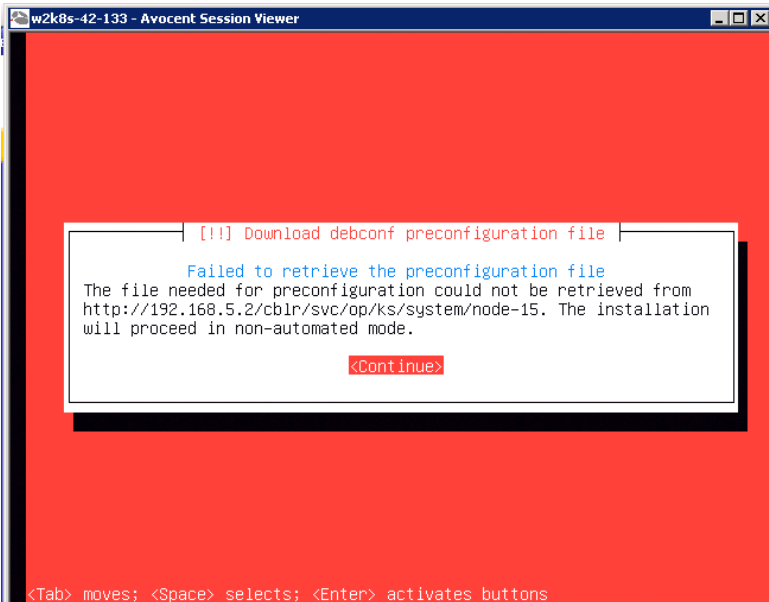 w2k8s-42-133 - Avocent Session Viewer
[!!] Download debconf preconfiguration file
Failed to retrieve the preconfiguration file
The file needed for preconfiguration could not be retrieved from
http://192.168.5.2/cblr/svc/op/ks/system/node-15. The installation
will proceed in non-automated mode.
<Continue>
<Tab> moves; <Space> selects; <Enter> activates buttons